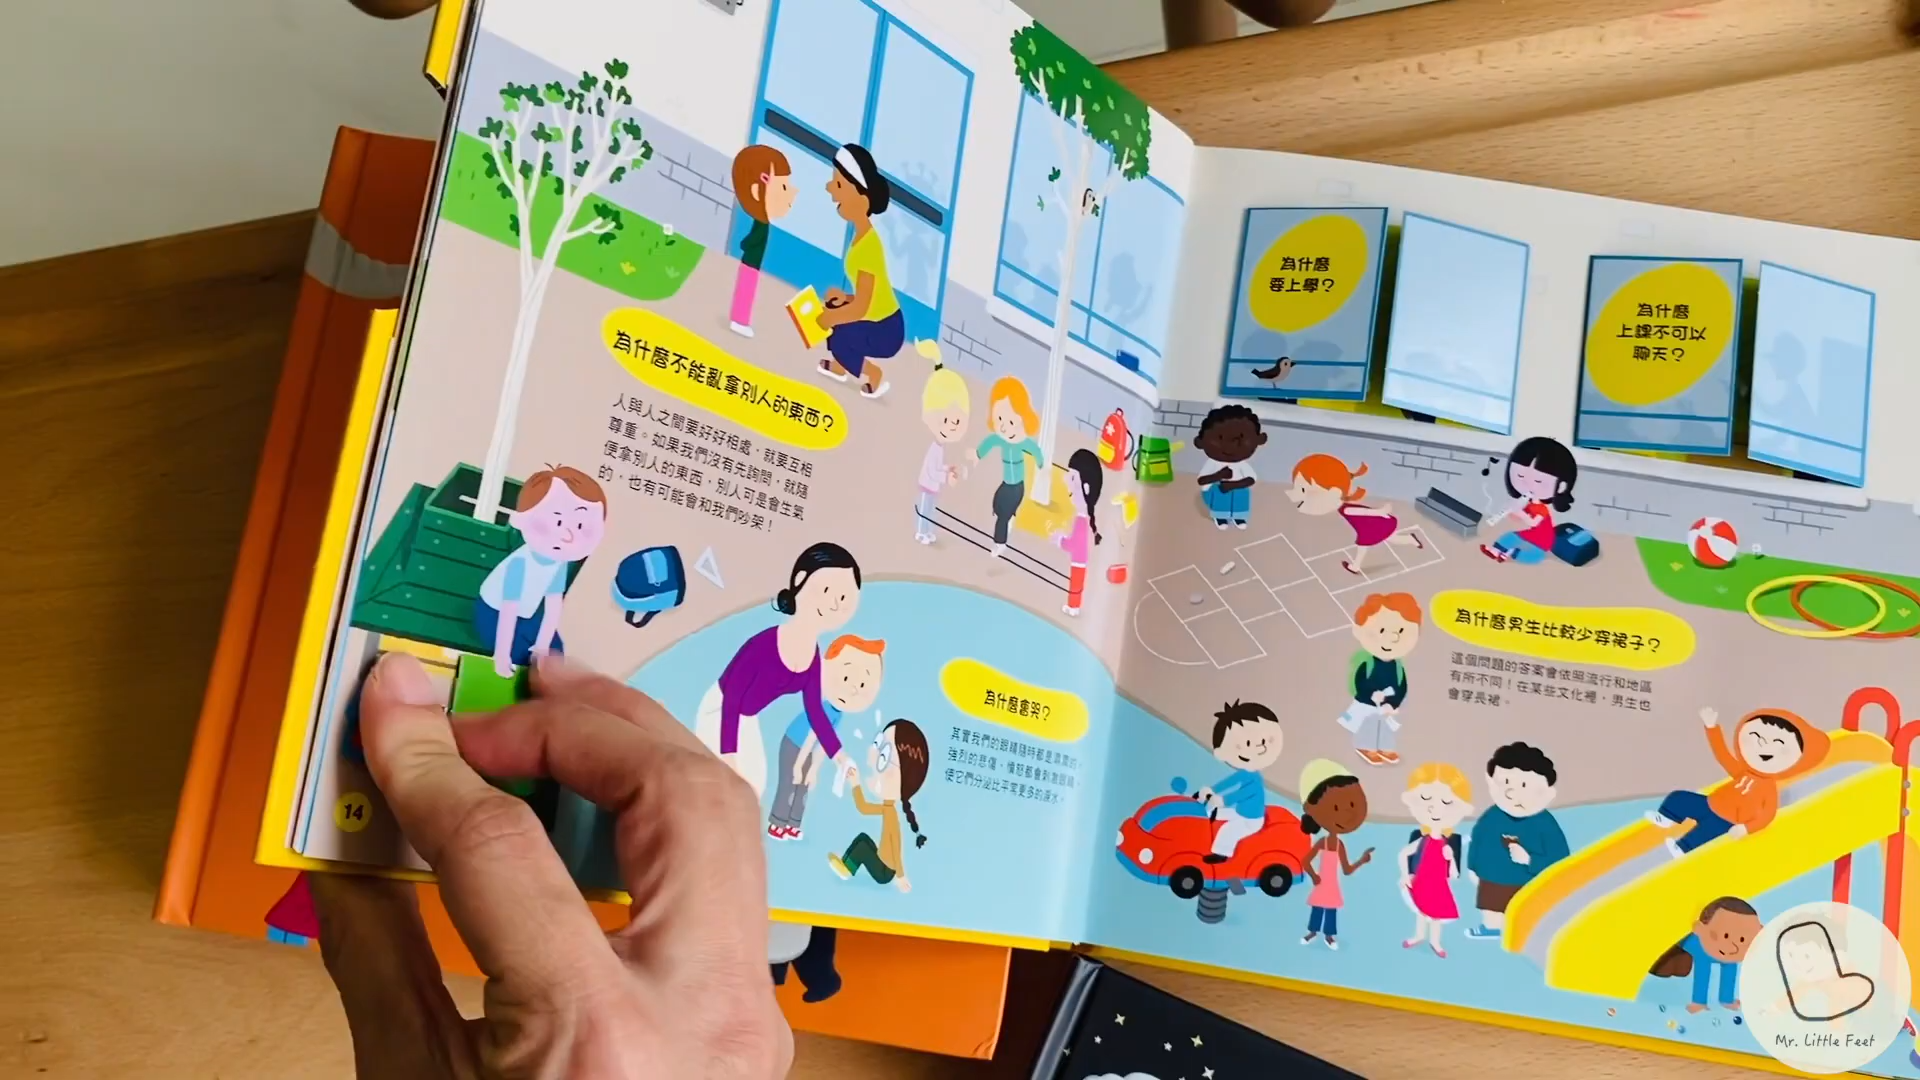 為什麼不能亂拿別人的東西？
人與人之間要好好相處，就要互相
尊重。如果我們沒有先詢問，就隨
便拿別人的東西，別人可是會生氣
的，也有可能會和我們吵架！
為什麼會哭？
其實我們的眼睛隨時都是濕潤的，
強烈的悲傷、憤怒都會刺激眼睛，
使它們分泌比平常更多的淚水。
14
為什麼
要上學？
為什麼
上課不可以
聊天？
為什麼男生比較少穿裙子？
這個問題的答案會依照流行和地區
有所不同！在某些文化裡，男生也
會穿長裙。
Mr. Little Feet